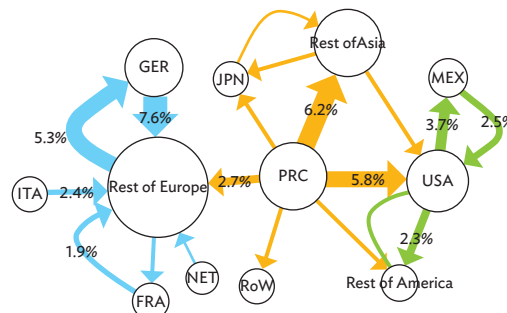 Rest ofAsia
GER
JPN
MEX
7.6%
6.2%
3.7%
2.5%
5.3%
ITA
2.4%
Rest of Europe
2.7%
PRC
5.8%
USA
1.9%
2.3%
NET
RoW
Rest of America
FRA